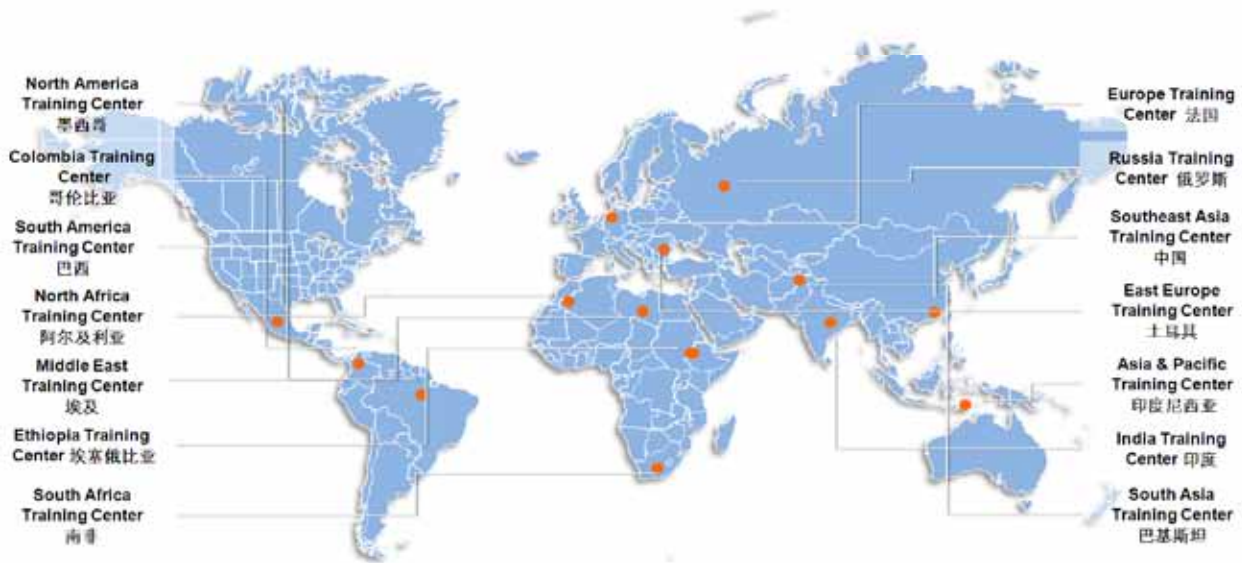 North America
Training Center
墨西哥
Colombia Training
Center
哥伦比亚
South America
Training Center
巴西
North Africa
Training Center
阿尔及利亚
Middle East
Training Center
埃及
Ethiopia Training
Center 埃塞俄比亚
South Africa
Training Center
南非
Europe Training
Center 法国
Russia Training
Center 俄罗斯
Southeast Asia
Training Center
中国
East Europe
Training Center
土耳其
Asia & Pacific
Training Center
印度尼西亚
India Training
Center 印度
South Asia
Training Center
巴基斯坦